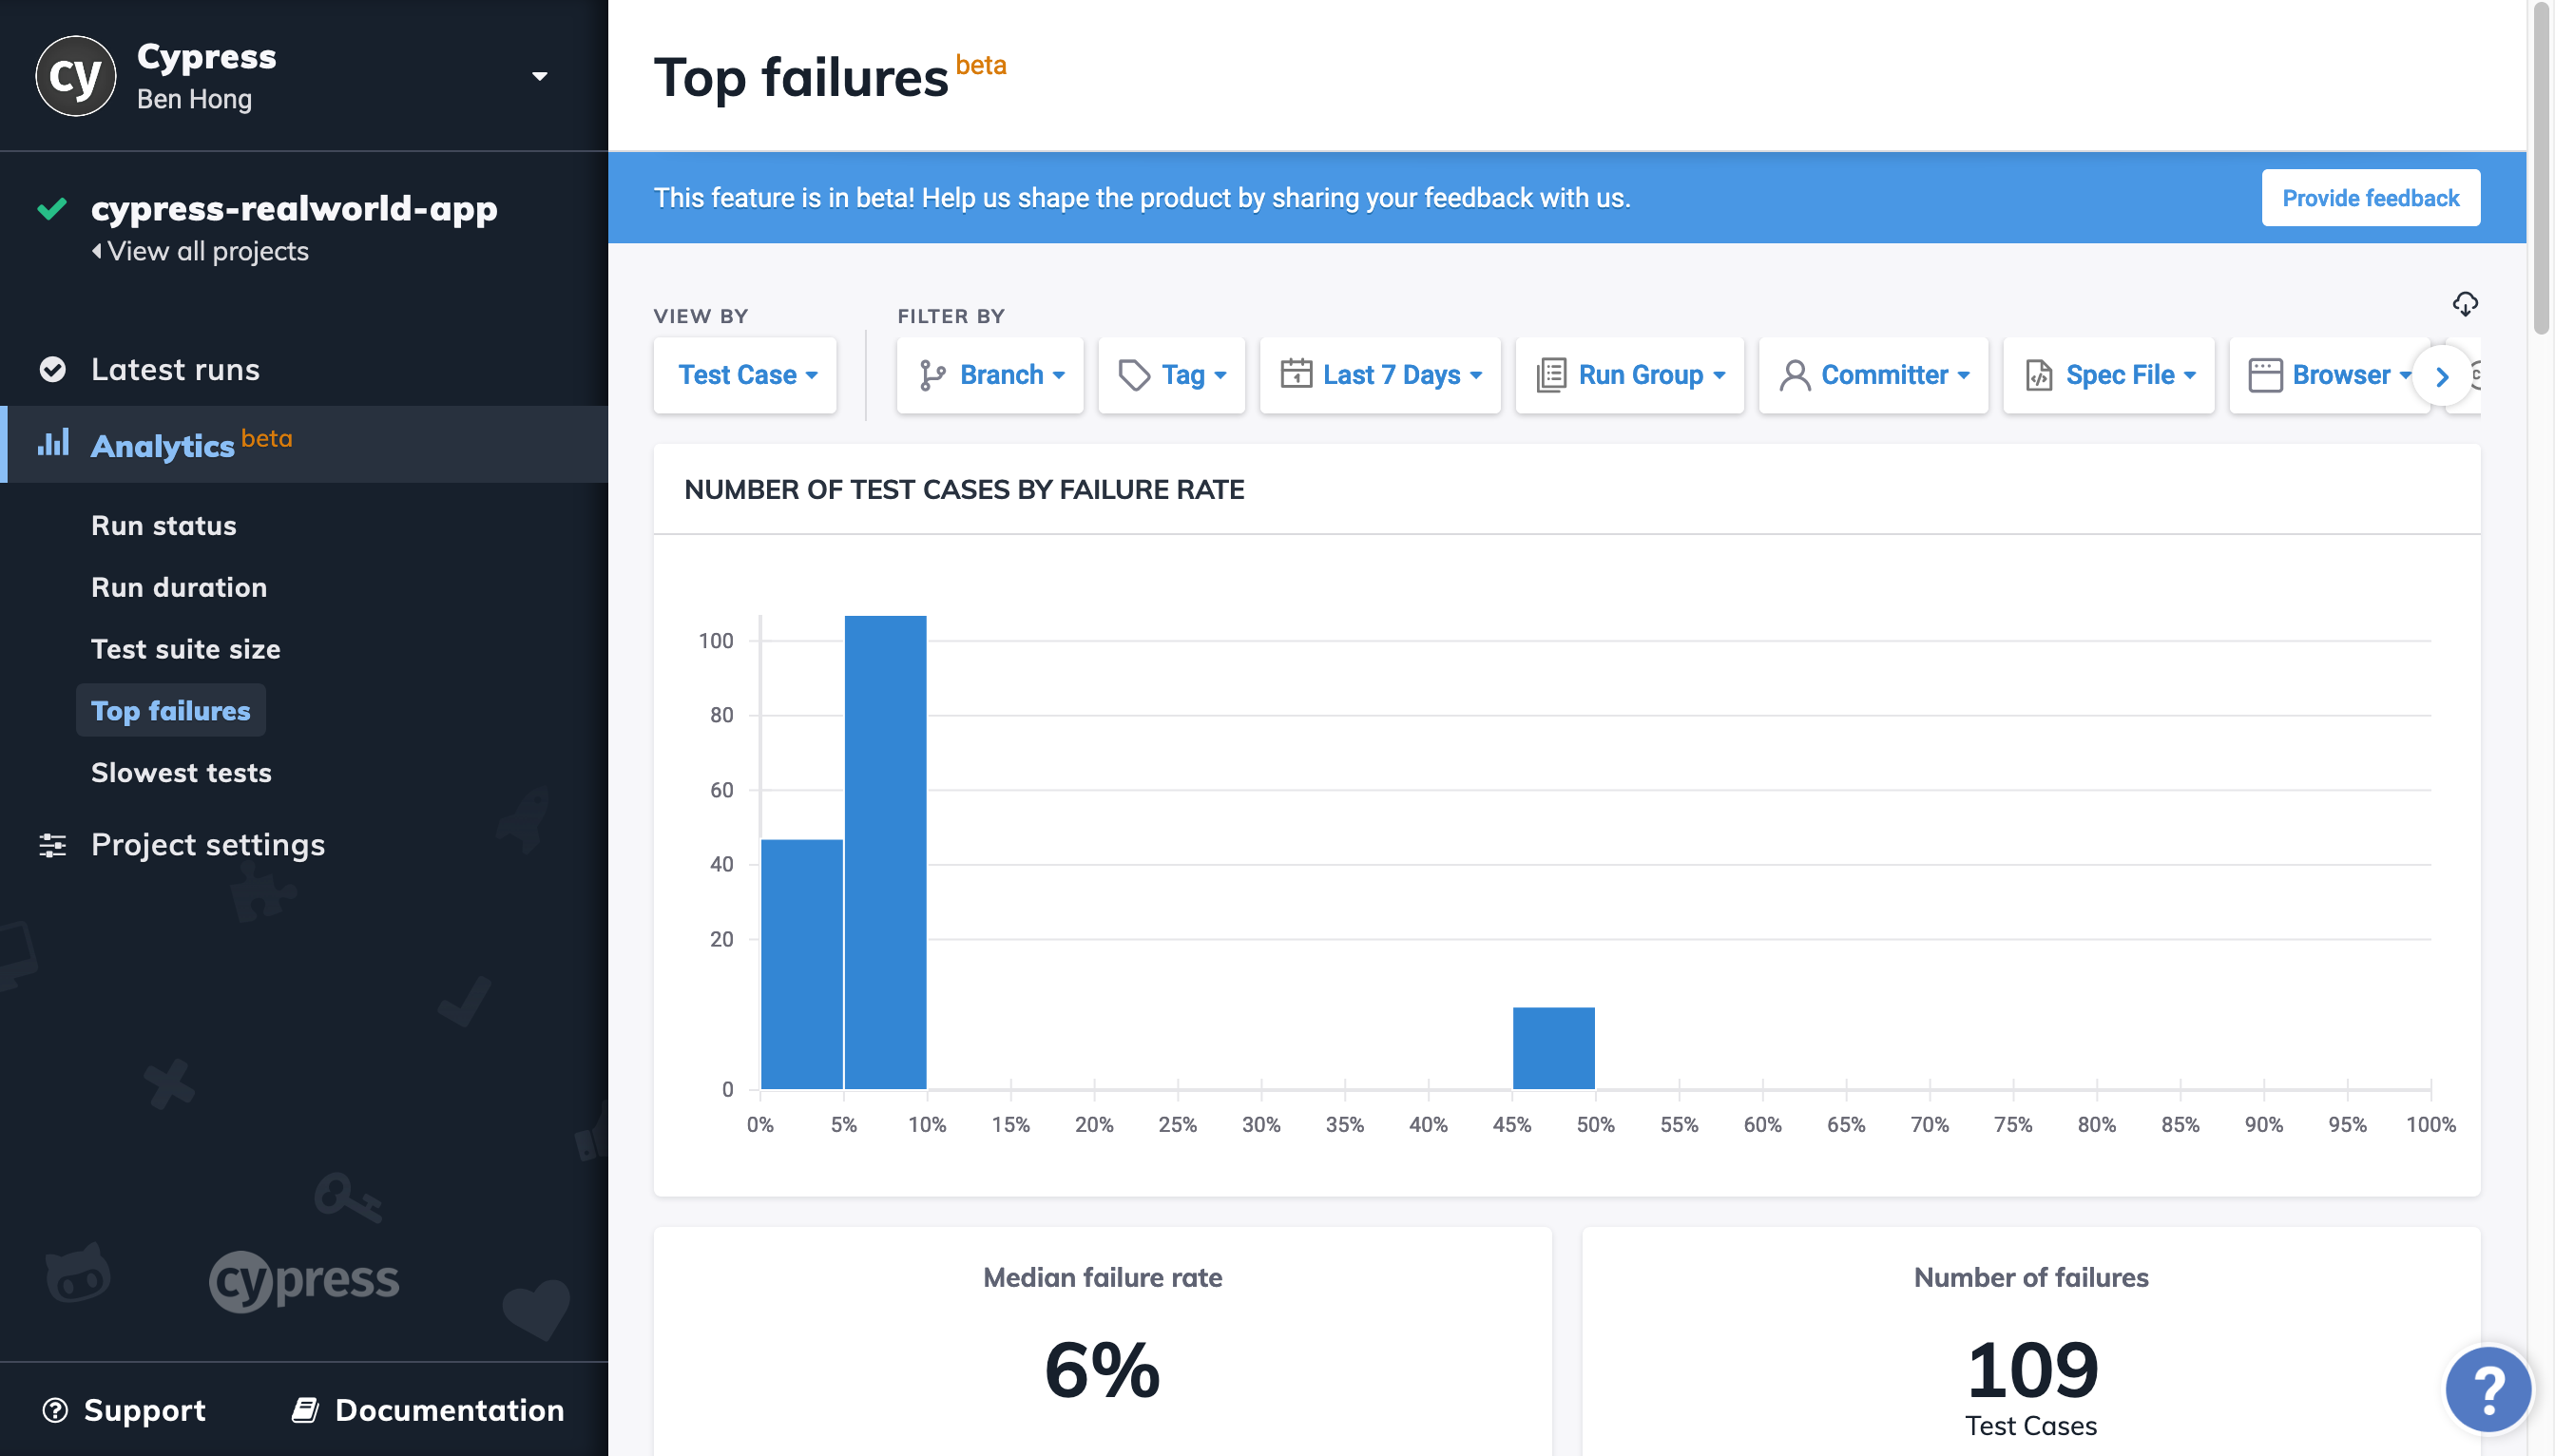 cy
Cypress
Ben Hong
cypress-realworld-app
View all projects
Latest runs
Analytics beta
Run status
Run duration
Test suite size
Top failures
Slowest tests
Project settings
cypress
Support
Documentation
Top failures beta
This feature is in beta! Help us shape the product by sharing your feedback with us.
Provide feedback
VIEW BY
FILTER BY
Test Case
Branch
Tag
1
Last 7 Days
Run Group
Committer
Spec File
Browser
NUMBER OF TEST CASES BY FAILURE RATE
100
80
60
40
20
0
0% 5% 10% 15% 20% 25% 30% 35% 40% 45% 50% 55% 60% 65% 70% 75% 80% 85% 90% 95% 100%
Median failure rate
6%
Number of failures
109
Test Cases
?